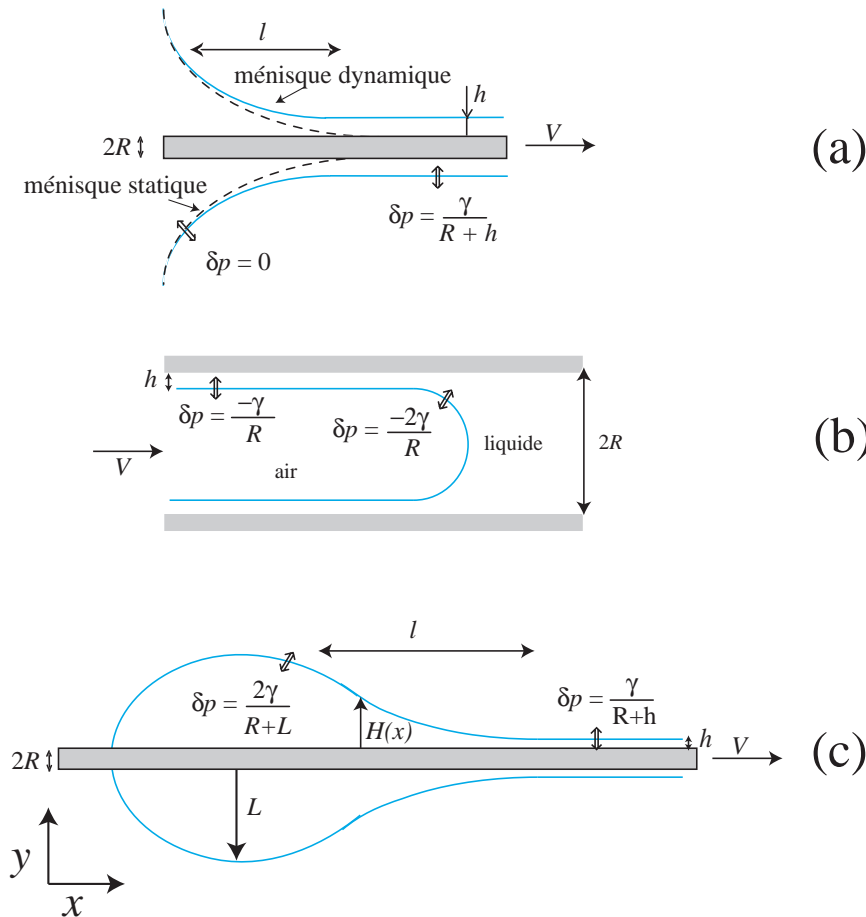 l
ménisque dynamique
h
2R
V
(a)
ménisque statique
δp = γ / R + h
δp = 0
h
δp = -γ / R
δp = -2γ / R
liquide
2R
V
air
(b)
l
δp = 2γ / R+L
δp = γ / R+h
H(x)
h
V
2R
(c)
L
y
x